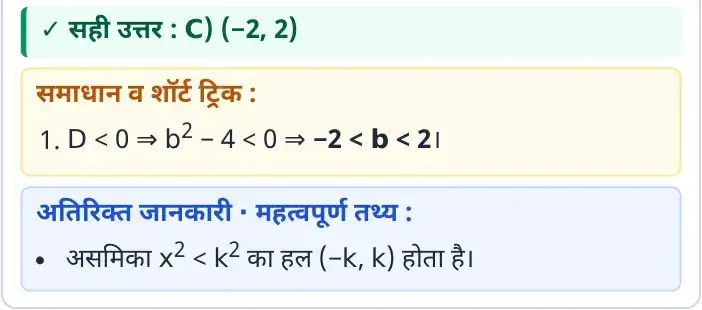 ✓ सही उत्तर : C) (−2, 2)
समाधान व शॉर्ट ट्रिक :
1. D < 0 ⇒ b² − 4 < 0 ⇒ −2 < b < 2।
अतिरिक्त जानकारी · महत्वपूर्ण तथ्य :
• असमिका x² < k² का हल (−k, k) होता है।